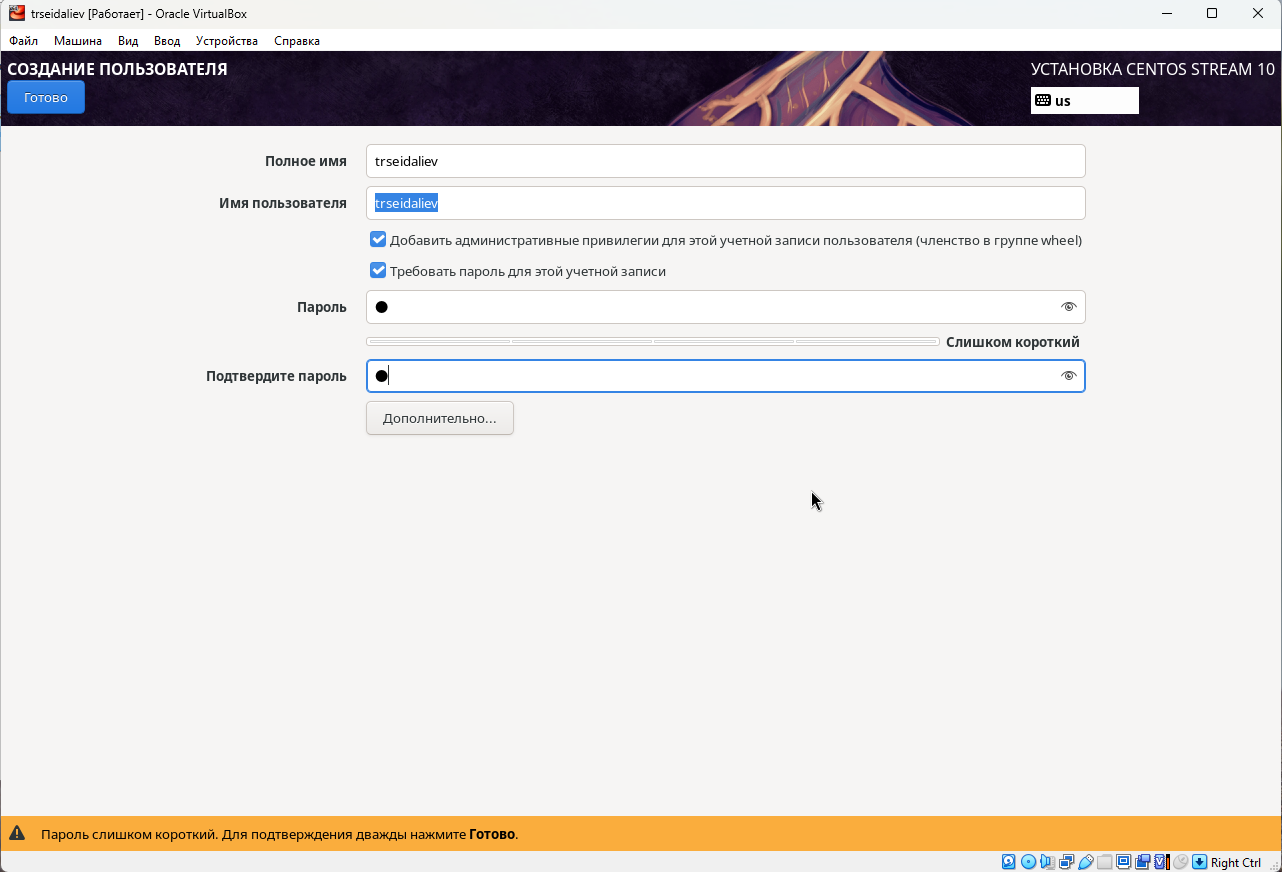 trseidaliev [Работает] - Oracle VirtualBox
Файл Машина Вид Ввод Устройства Справка
СОЗДАНИЕ ПОЛЬЗОВАТЕЛЯ
УСТАНОВКА CENTOS STREAM 10
Готово
us
Полное имя
trseidaliev
Имя пользователя
trseidaliev
Добавить административные привилегии для этой учетной записи пользователя (членство в группе wheel)
Требовать пароль для этой учетной записи
Пароль
Слишком короткий
Подтвердите пароль
Дополнительно...
Пароль слишком короткий. Для подтверждения дважды нажмите Готово.
Right Ctrl